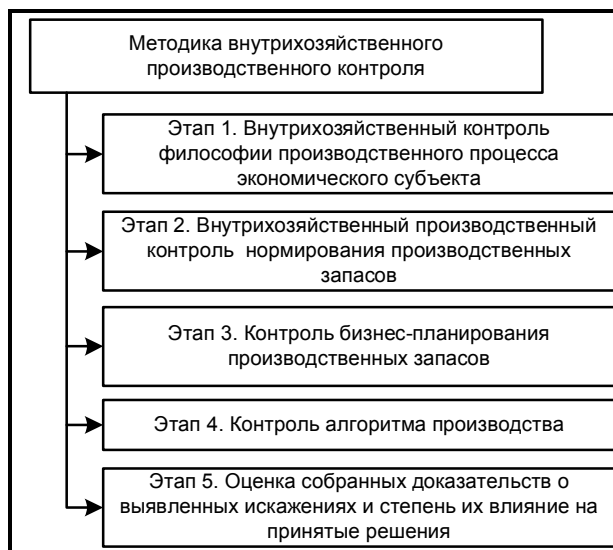 Методика внутрихозяйственного
производственного контроля
Этап 1. Внутрихозяйственный контроль
философии производственного процесса
экономического субъекта
Этап 2. Внутрихозяйственный производственный
контроль нормирования производственных
запасов
Этап 3. Контроль бизнес-планирования
производственных запасов
Этап 4. Контроль алгоритма производства
Этап 5. Оценка собранных доказательств о
выявленных искажениях и степень их влияние на
принятые решения